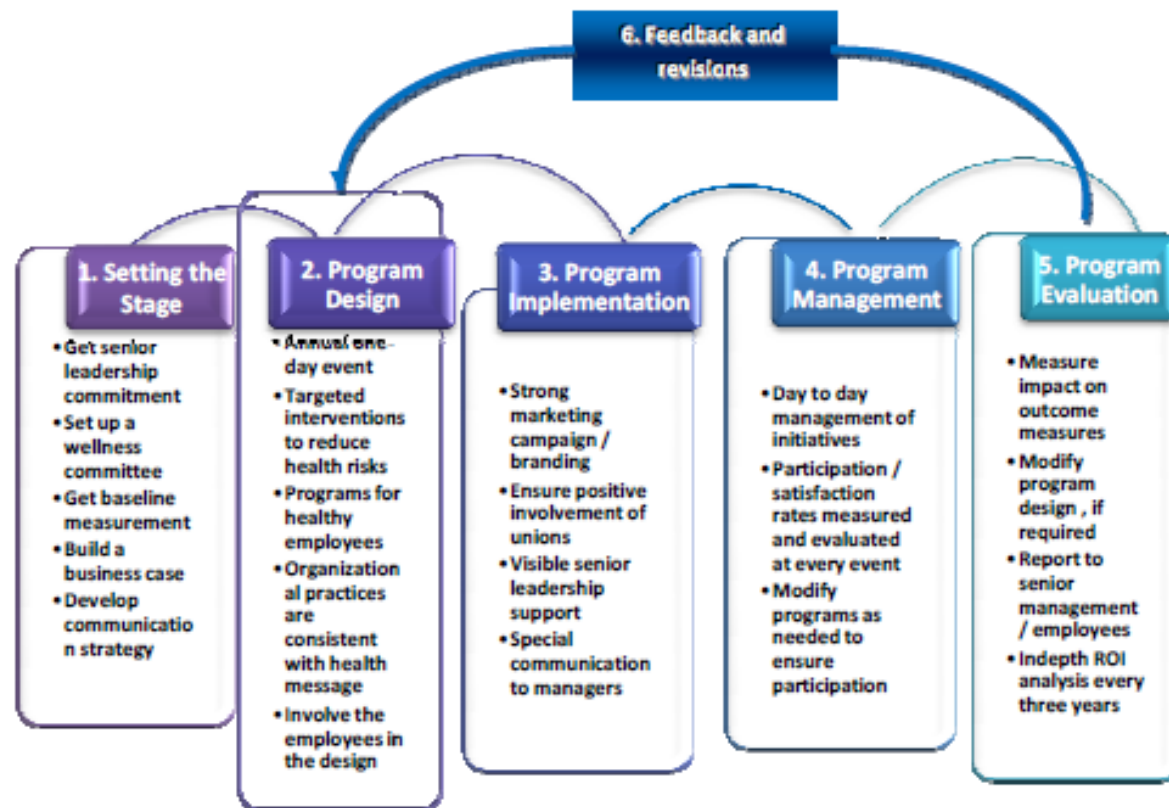 6. Feedback and
revisions
1. Setting the
Stage
• Get senior
leadership
commitment
• Set up a
wellness
committee
• Get baseline
measurement
• Build a
business case
• Develop
communicatio
n strategy
2. Program
Design
• Annual one-
day event
• Targeted
interventions
to reduce
health risks
• Programs for
healthy
employees
• Organization
al practices
are
consistent
with health
message
• Involve the
employees in
the design
3. Program
Implementation
• Strong
marketing
campaign /
branding
• Ensure positive
involvement of
unions
• Visible senior
leadership
support
• Special
communication
to managers
4. Program
Management
• Day to day
management of
initiatives
• Participation /
satisfaction
rates measured
and evaluated
at every event
• Modify
programs as
needed to
ensure
participation
5. Program
Evaluation
• Measure
impact on
outcome
measures
• Modify
program
design , if
required
• Report to
senior
management
/ employees
• Indepth ROI
analysis every
three years